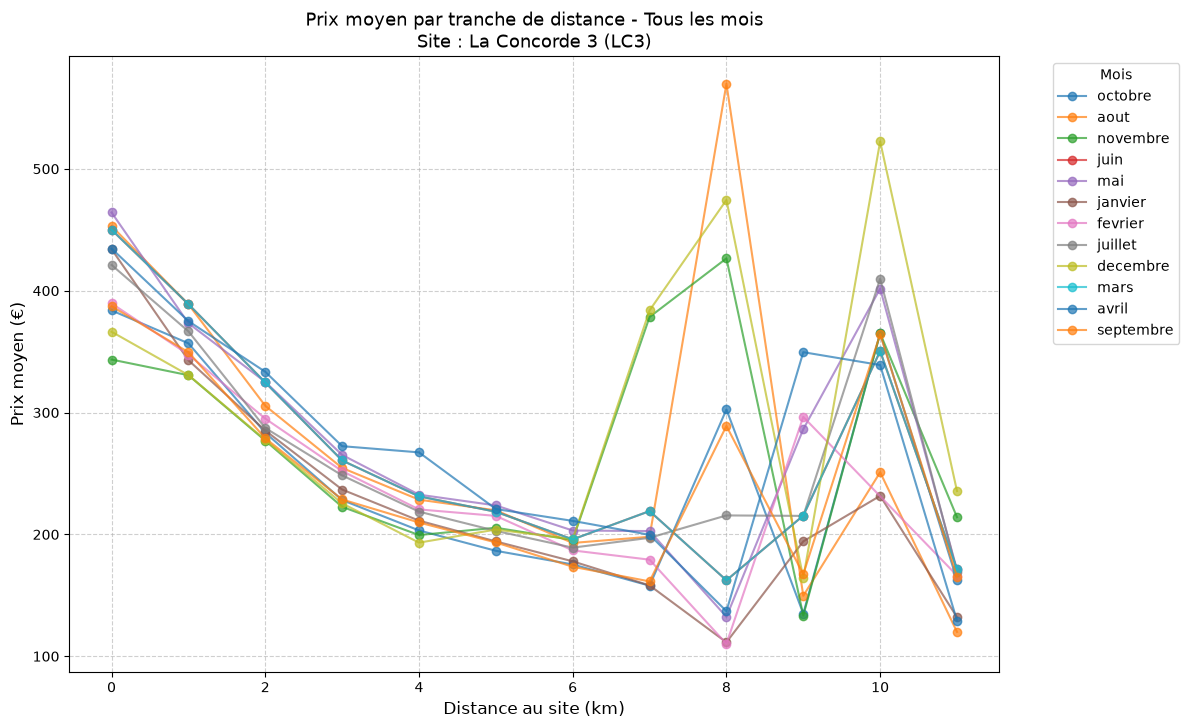 Prix moyen par tranche de distance - Tous les mois
Site : La Concorde 3 (LC3)
Prix moyen (€)
500
400
300
200
100
0
2
4
6
8
10
Distance au site (km)
Mois
octobre
aout
novembre
juin
mai
janvier
fevrier
juillet
decembre
mars
avril
septembre